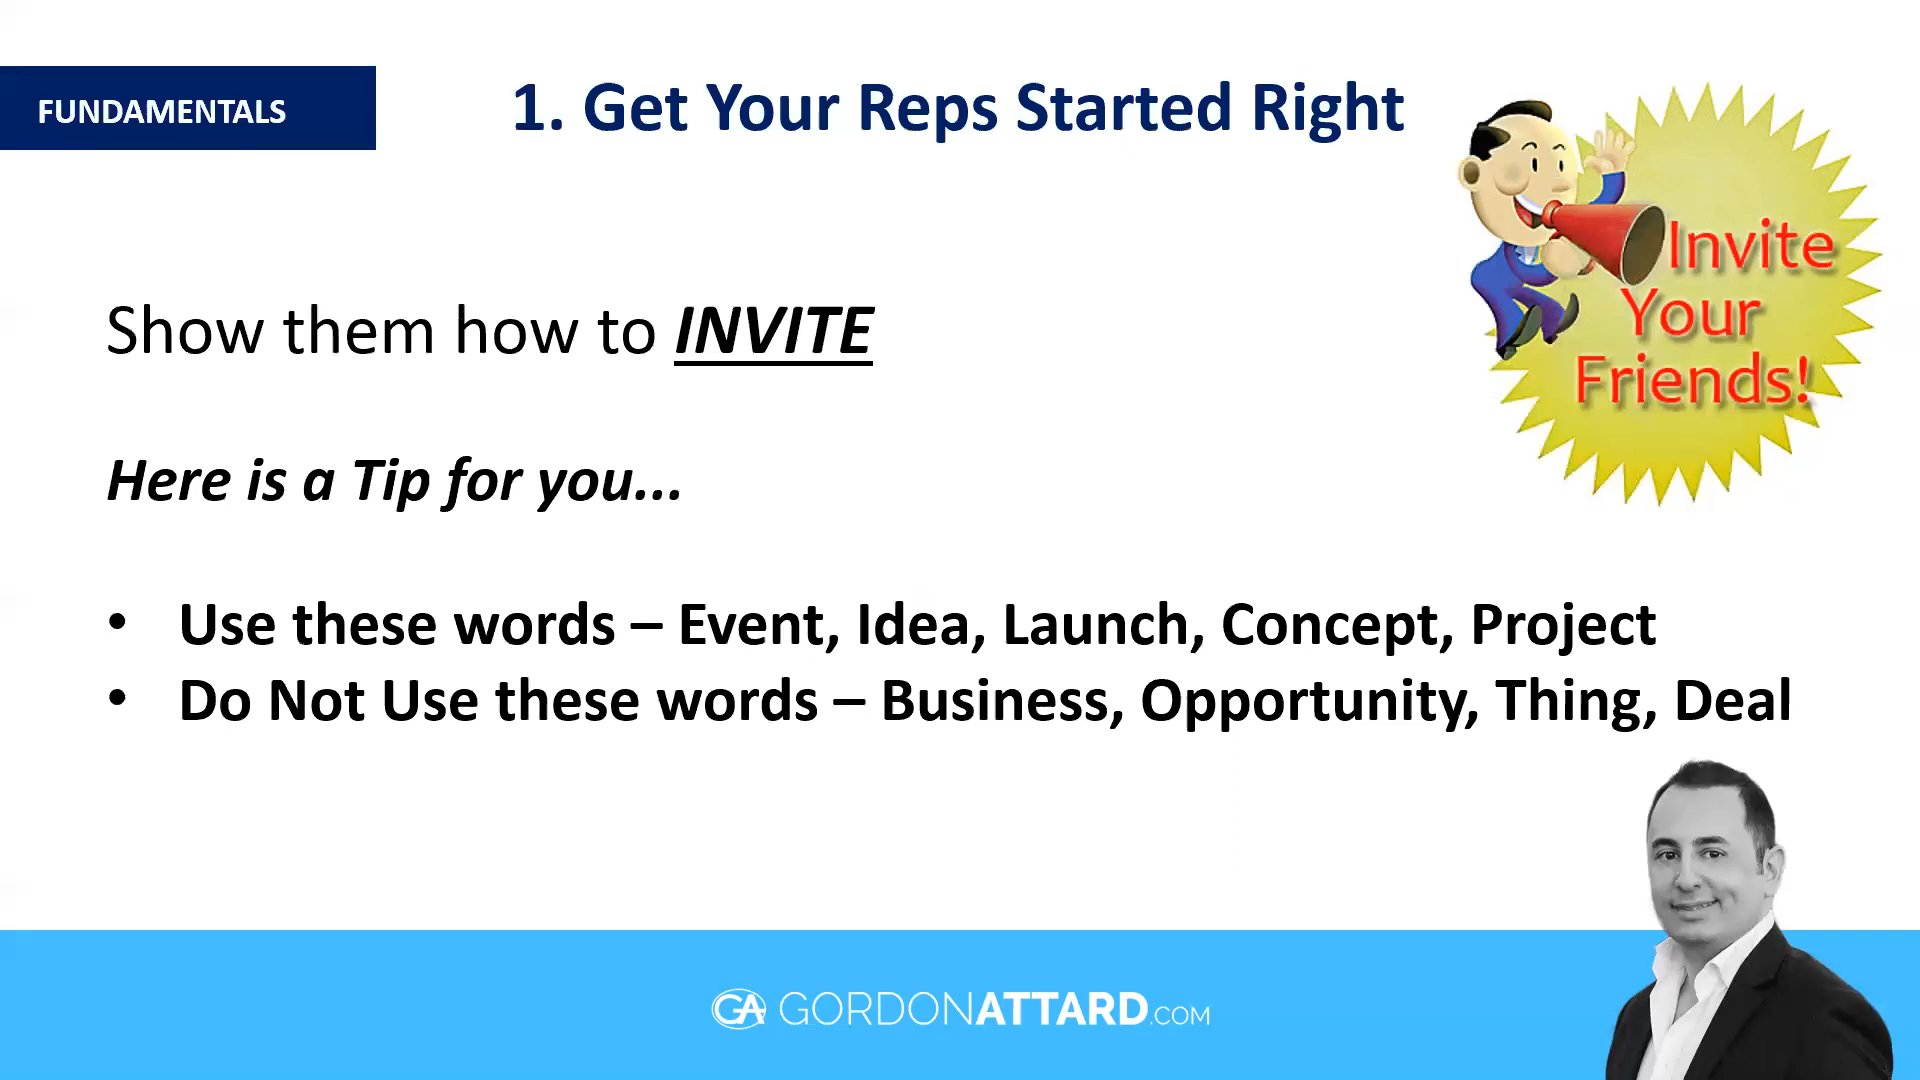 FUNDAMENTALS
1. Get Your Reps Started Right
Invite
Your
Friends!
Show them how to INVITE
Here is a Tip for you...
• Use these words – Event, Idea, Launch, Concept, Project
• Do Not Use these words – Business, Opportunity, Thing, Deal
GA GORDONATTARD.COM